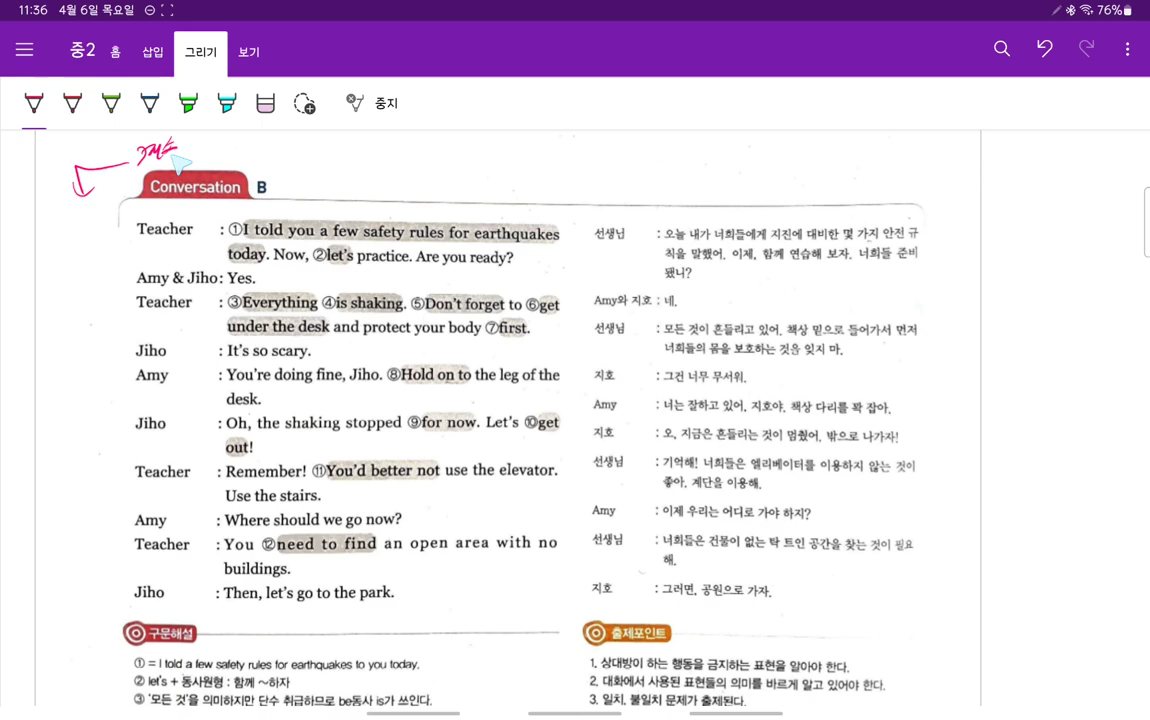 11:36 4월 6일 목요일 76%
중2 홈 삽입 그리기 보기
중지
Conversation B
Teacher : ①I told you a few safety rules for earthquakes
today. Now, ②let's practice. Are you ready?
Amy & Jiho : Yes.
Teacher : ③Everything ④is shaking. ⑤Don't forget to ⑥get
under the desk and protect your body ⑦first.
Jiho : It's so scary.
Amy : You're doing fine, Jiho. ⑧Hold on to the leg of the
desk.
Jiho : Oh, the shaking stopped ⑨for now. Let's ⑩get
out!
Teacher : Remember! ⑪You'd better not use the elevator.
Use the stairs.
Amy : Where should we go now?
Teacher : You ⑫need to find an open area with no
buildings.
Jiho : Then, let's go to the park.
선생님 : 오늘 내가 너희들에게 지진에 대비한 몇 가지 안전 규
칙을 말했어. 이제, 함께 연습해 보자. 너희들 준비
됐니?
Amy와 지호 : 네.
선생님 : 모든 것이 흔들리고 있어. 책상 밑으로 들어가서 먼저
너희들의 몸을 보호하는 것을 잊지 마.
지호 : 그건 너무 무서워.
Amy : 너는 잘하고 있어, 지호야. 책상 다리를 꽉 잡아.
지호 : 오, 지금은 흔들리는 것이 멈췄어. 밖으로 나가자!
선생님 : 기억해! 너희들은 엘리베이터를 이용하지 않는 것이
좋아. 계단을 이용해.
Amy : 이제 우리는 어디로 가야 하지?
선생님 : 너희들은 건물이 없는 탁 트인 공간을 찾는 것이 필요
해.
지호 : 그러면, 공원으로 가자.
구문해설
① = I told a few safety rules for earthquakes to you today.
② let's + 동사원형 : 함께 ~하자
③ '모든 것'을 의미하지만 단수 취급하므로 be동사 is가 쓰인다.
출제포인트
1. 상대방이 하는 행동을 금지하는 표현을 알아야 한다.
2. 대화에서 사용된 표현들의 의미를 바르게 알고 있어야 한다.
3. 일치, 불일치 문제가 출제된다.